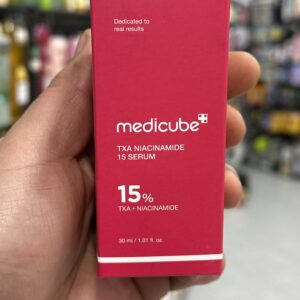 Dedicated to
real results
medicube
TXA NIACINAMIDE
15 SERUM
15%
TXA + NIACINAMIDE
30 ml / 1.01 fl. oz.